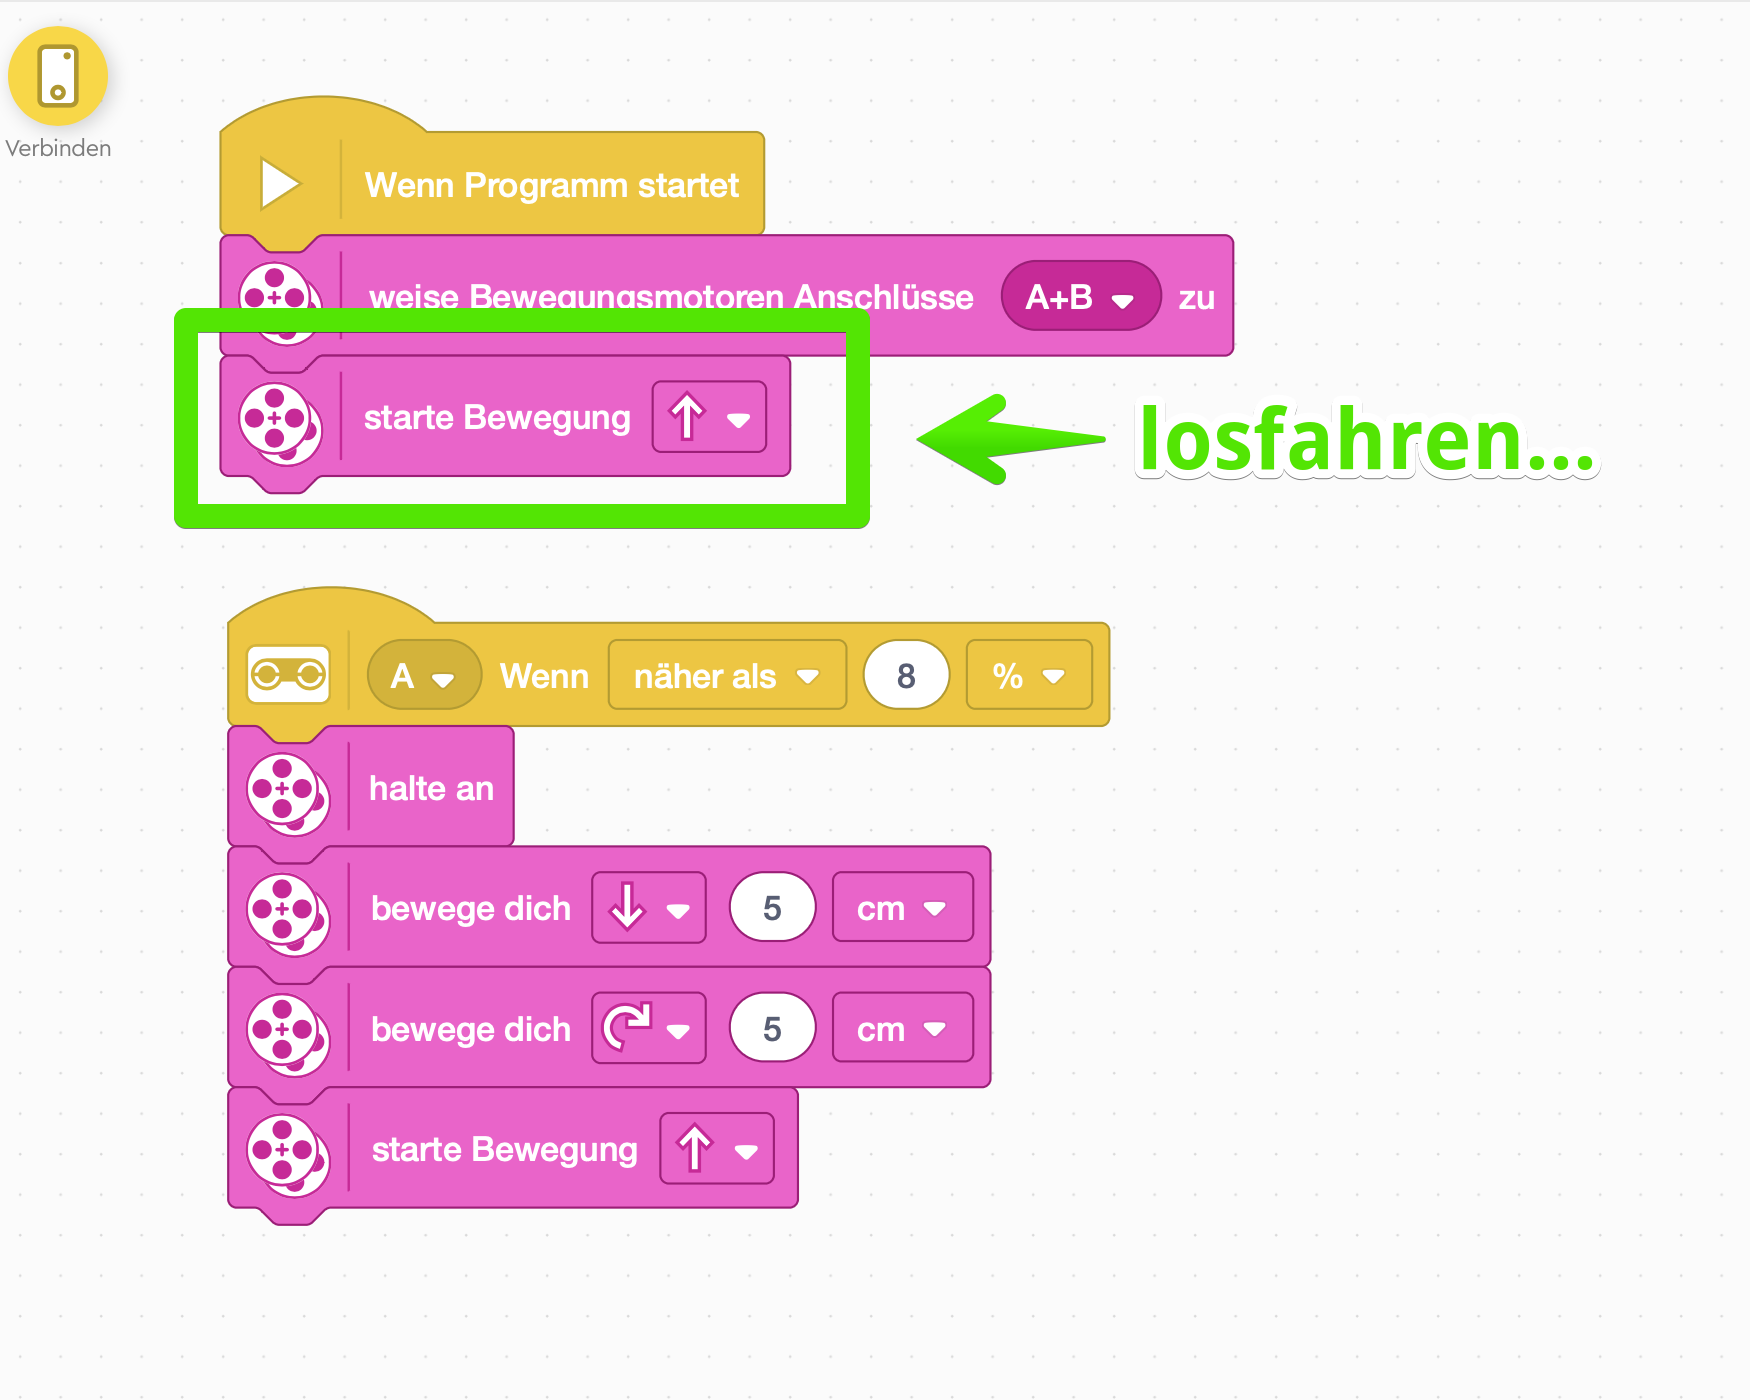 Verbinden
Wenn Programm startet
weise Bewegungsmotoren Anschlüsse A+B zu
starte Bewegung
losfahren...
A Wenn näher als 8 %
halte an
bewege dich 5 cm
bewege dich 5 cm
starte Bewegung